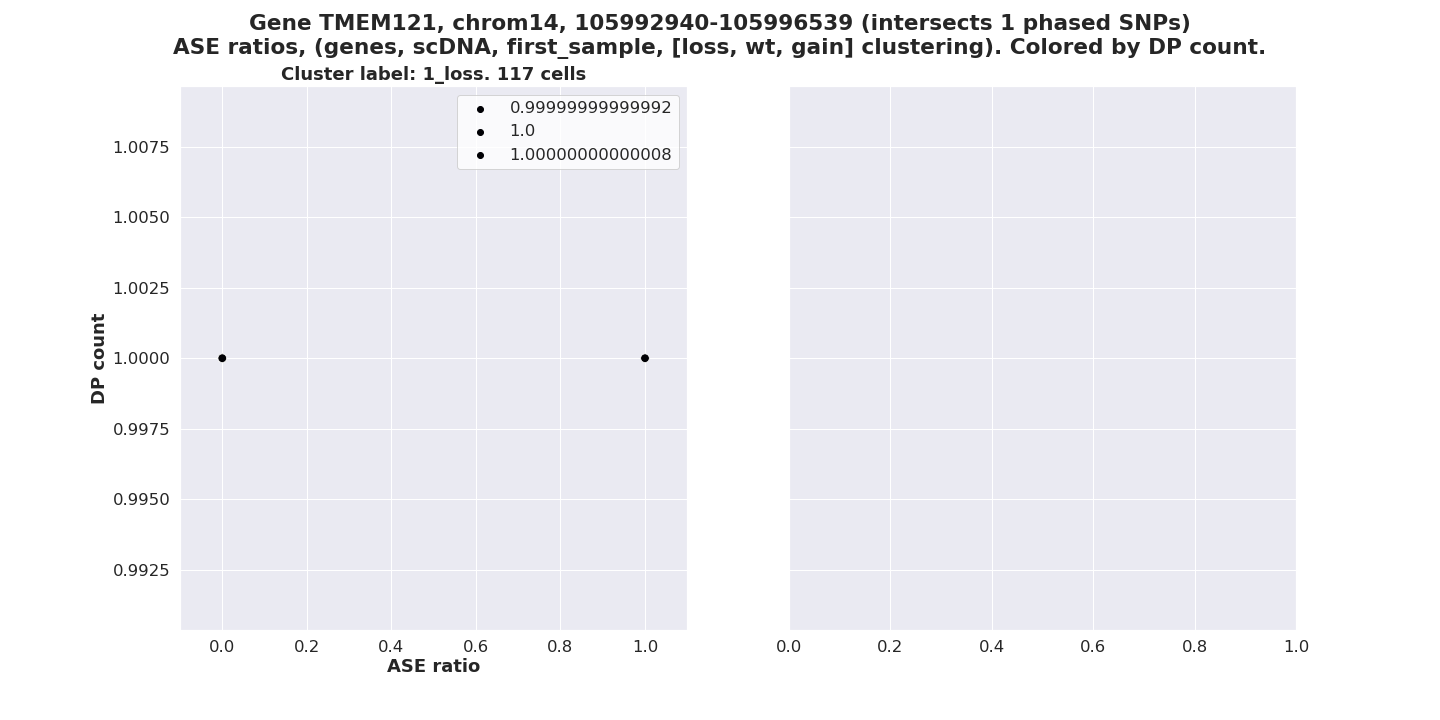 Gene TMEM121, chrom14, 105992940-105996539 (intersects 1 phased SNPs)
ASE ratios, (genes, scDNA, first_sample, [loss, wt, gain] clustering). Colored by DP count.
Cluster label: 1_loss. 117 cells
0.99999999999992
1.0
1.00000000000008
1.0075
1.0050
1.0025
1.0000
0.9975
0.9950
0.9925
DP count
0.0 0.2 0.4 0.6 0.8 1.0
ASE ratio
0.0 0.2 0.4 0.6 0.8 1.0